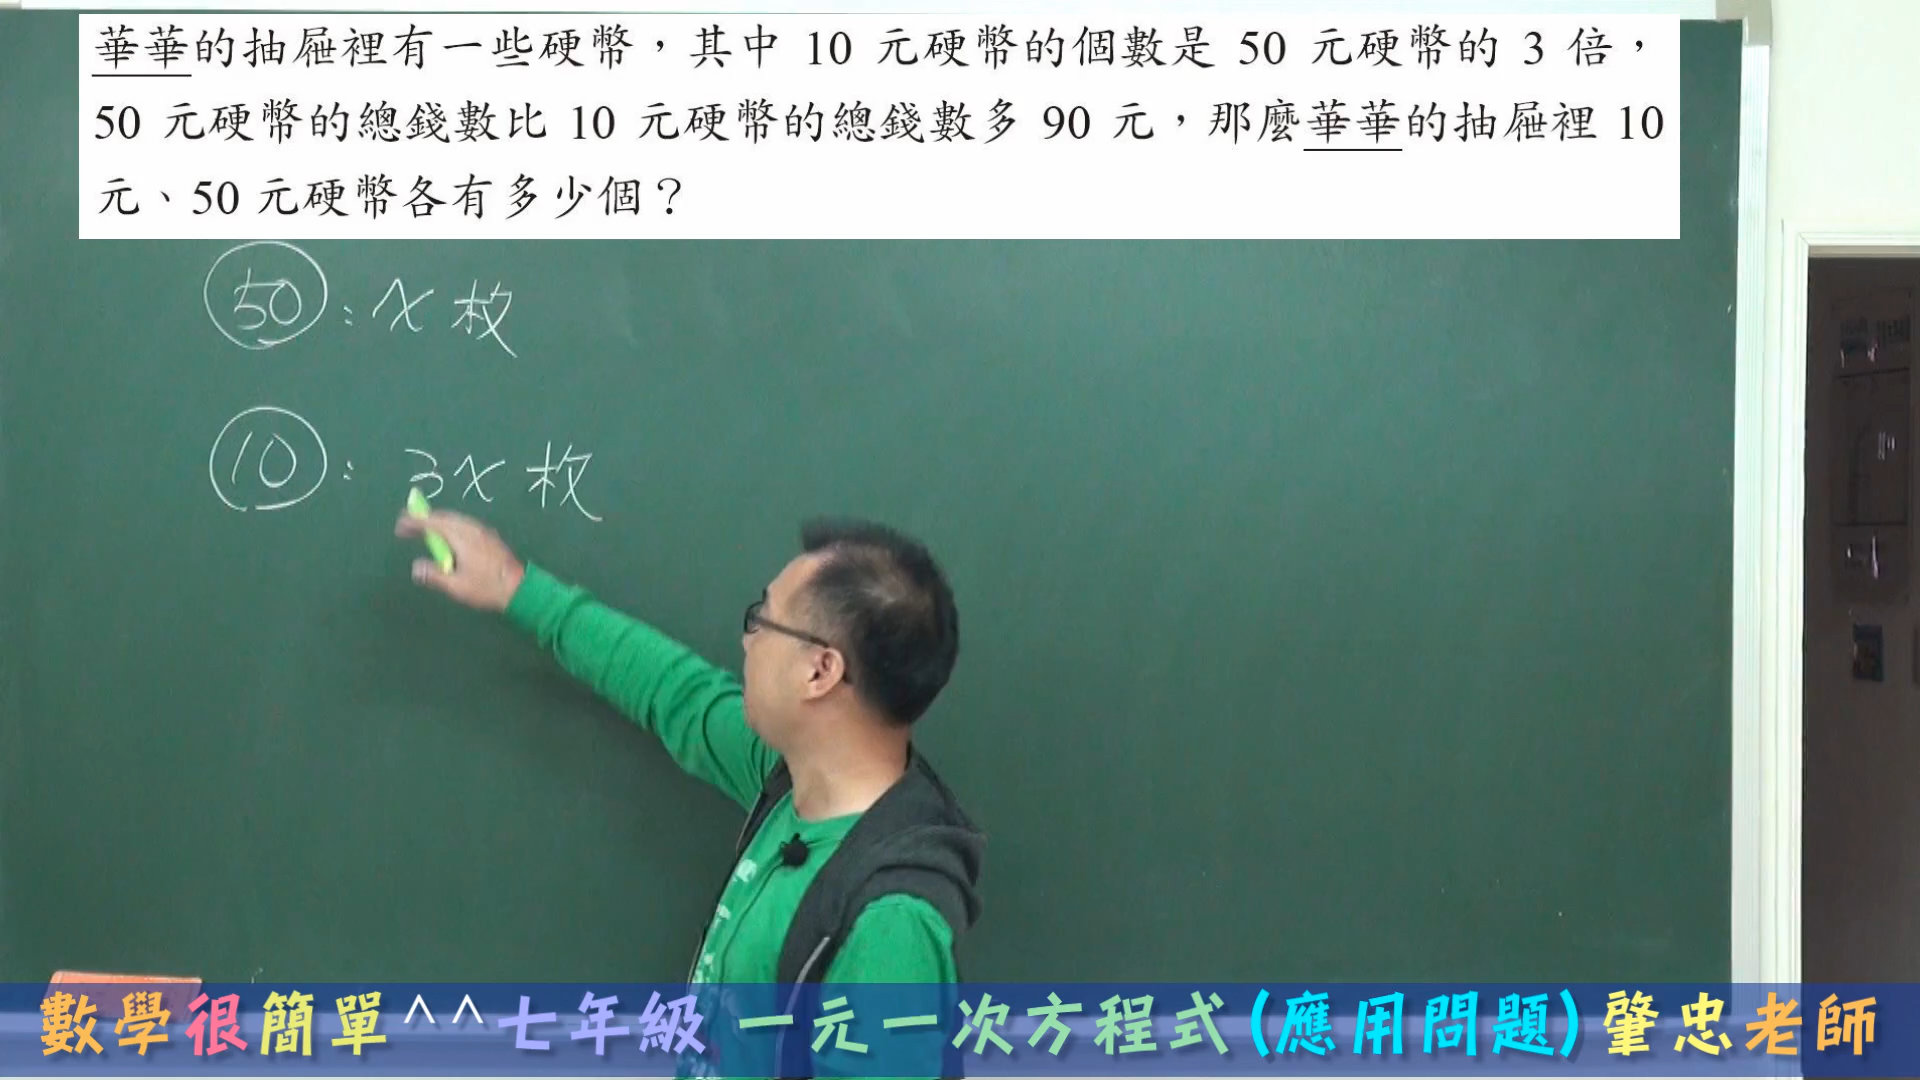 華華的抽屜裡有一些硬幣，其中 10 元硬幣的個數是 50 元硬幣的 3 倍，
50 元硬幣的總錢數比 10 元硬幣的總錢數多 90 元，那麼華華的抽屜裡 10
元、50 元硬幣各有多少個？
50 : x 枚
10 : 3x 枚
數學很簡單^^七年級 一元一次方程式(應用問題)肇忠老師